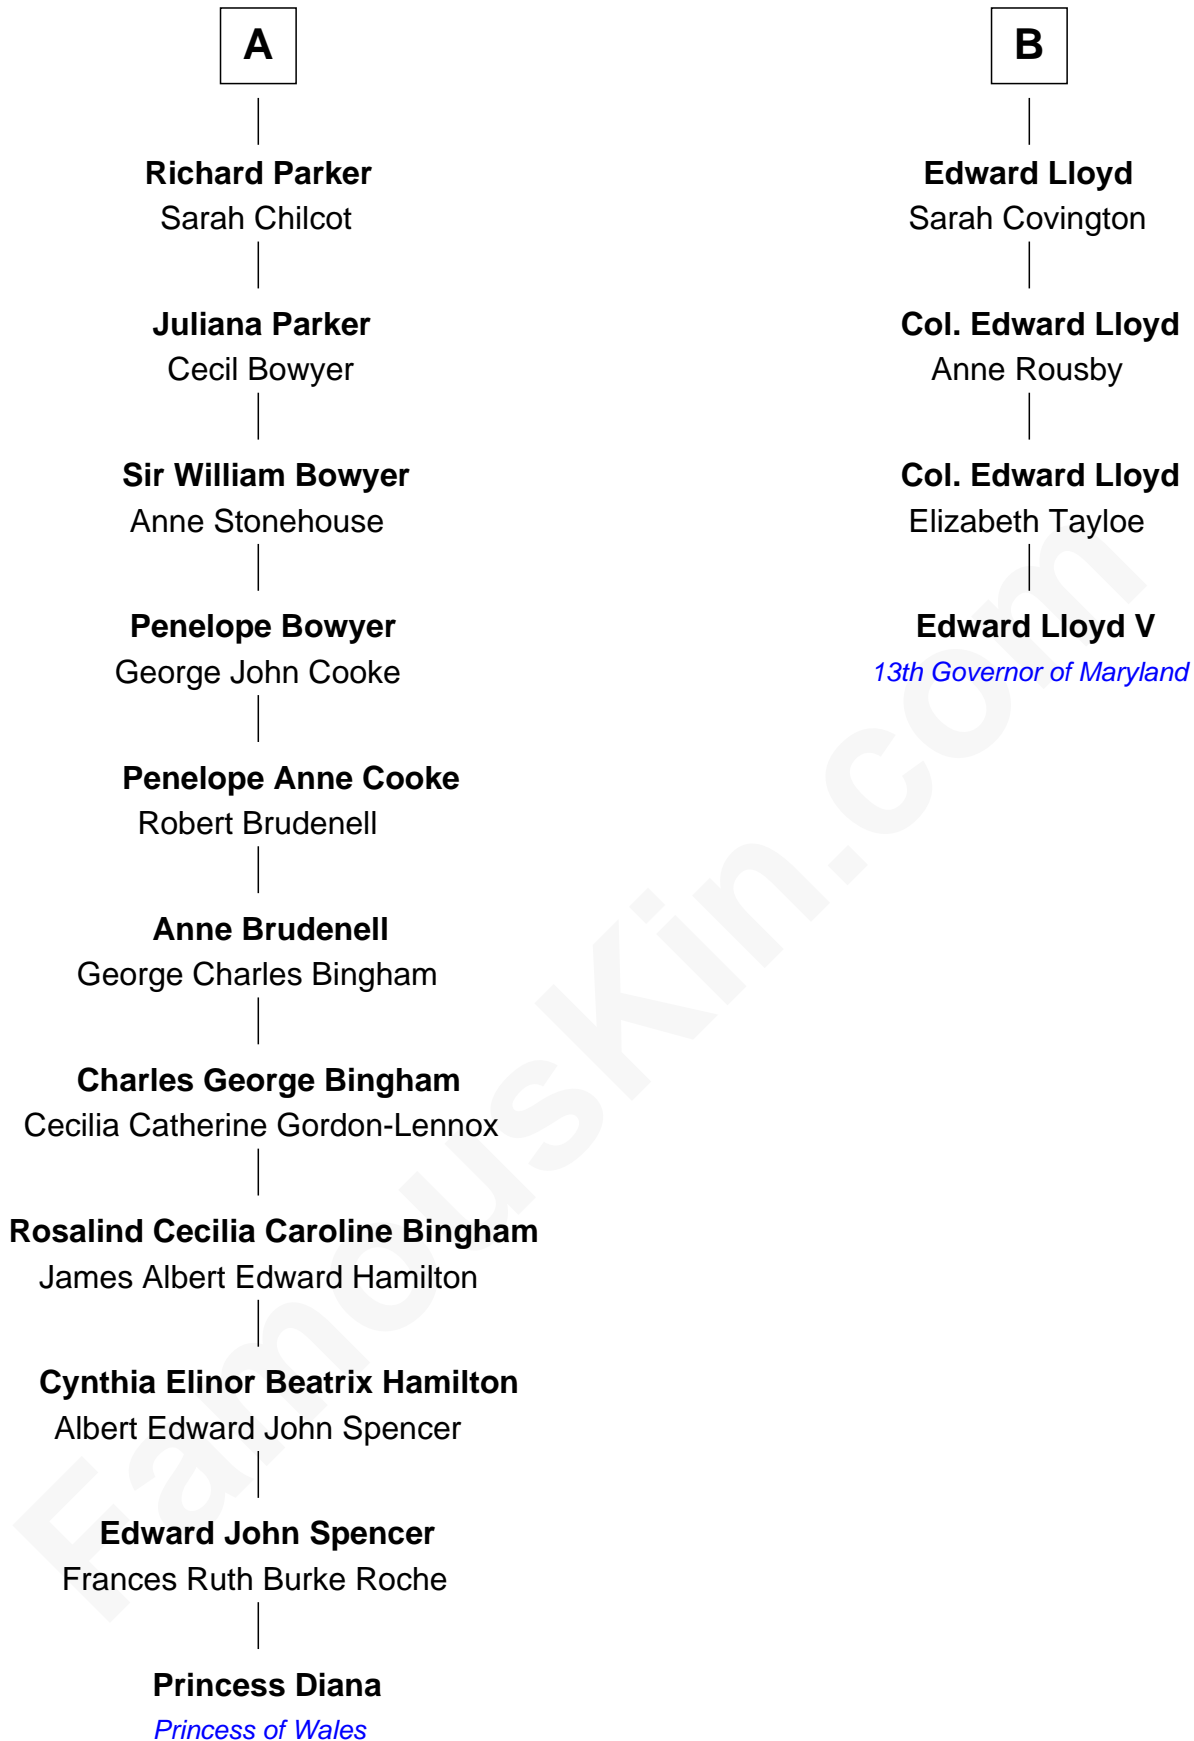 A
Richard Parker
Sarah Chilcot
Juliana Parker
Cecil Bowyer
Sir William Bowyer
Anne Stonehouse
Penelope Bowyer
George John Cooke
Penelope Anne Cooke
Robert Brudenell
Anne Brudenell
George Charles Bingham
Charles George Bingham
Cecilia Catherine Gordon-Lennox
Rosalind Cecilia Caroline Bingham
James Albert Edward Hamilton
Cynthia Elinor Beatrix Hamilton
Albert Edward John Spencer
Edward John Spencer
Frances Ruth Burke Roche
Princess Diana
Princess of Wales
B
Edward Lloyd
Sarah Covington
Col. Edward Lloyd
Anne Rousby
Col. Edward Lloyd
Elizabeth Tayloe
Edward Lloyd V
13th Governor of Maryland
FamousKin.com